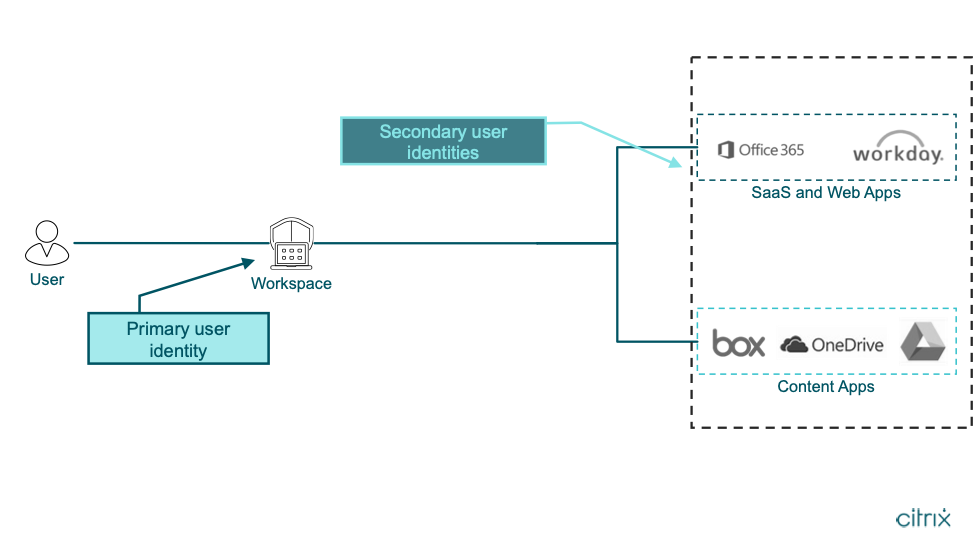 Secondary user
identities
Office 365
workday.
SaaS and Web Apps
User
Workspace
Primary user
identity
box
OneDrive
Content Apps
citrix